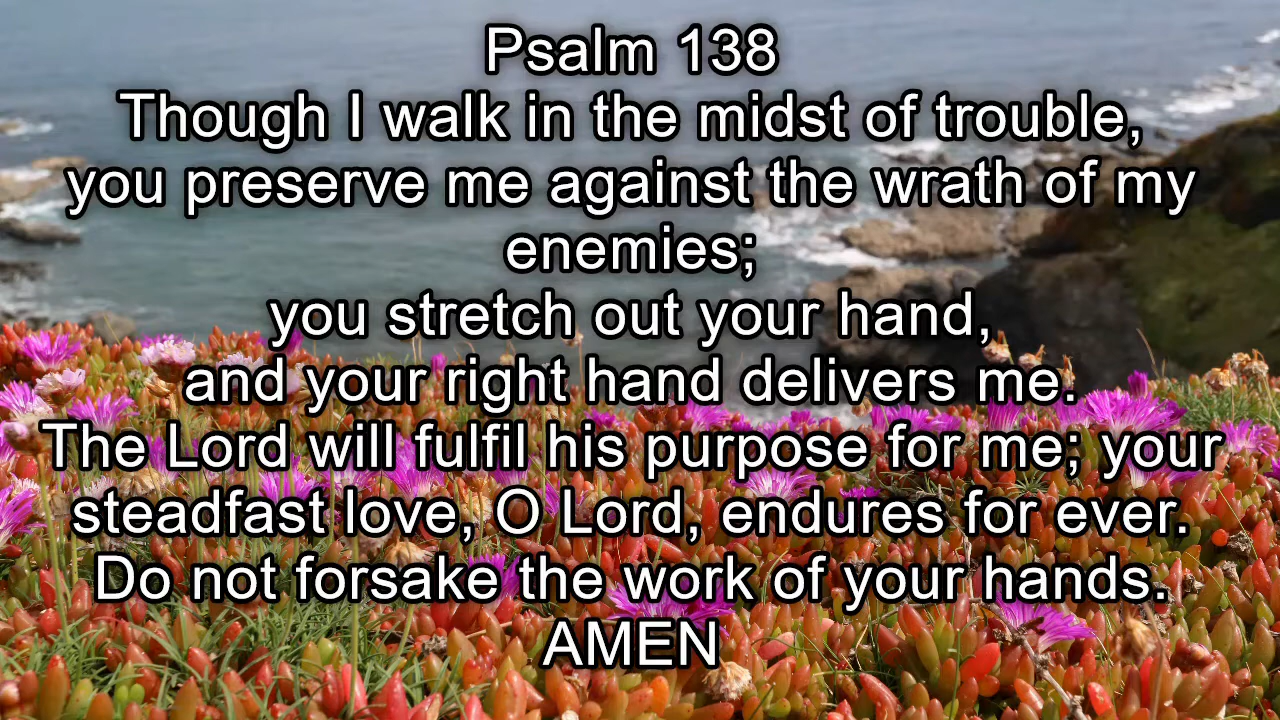 Psalm 138
Though I walk in the midst of trouble,
you preserve me against the wrath of my
enemies;
you stretch out your hand,
and your right hand delivers me.
The Lord will fulfil his purpose for me; your
steadfast love, O Lord, endures for ever.
Do not forsake the work of your hands.
AMEN